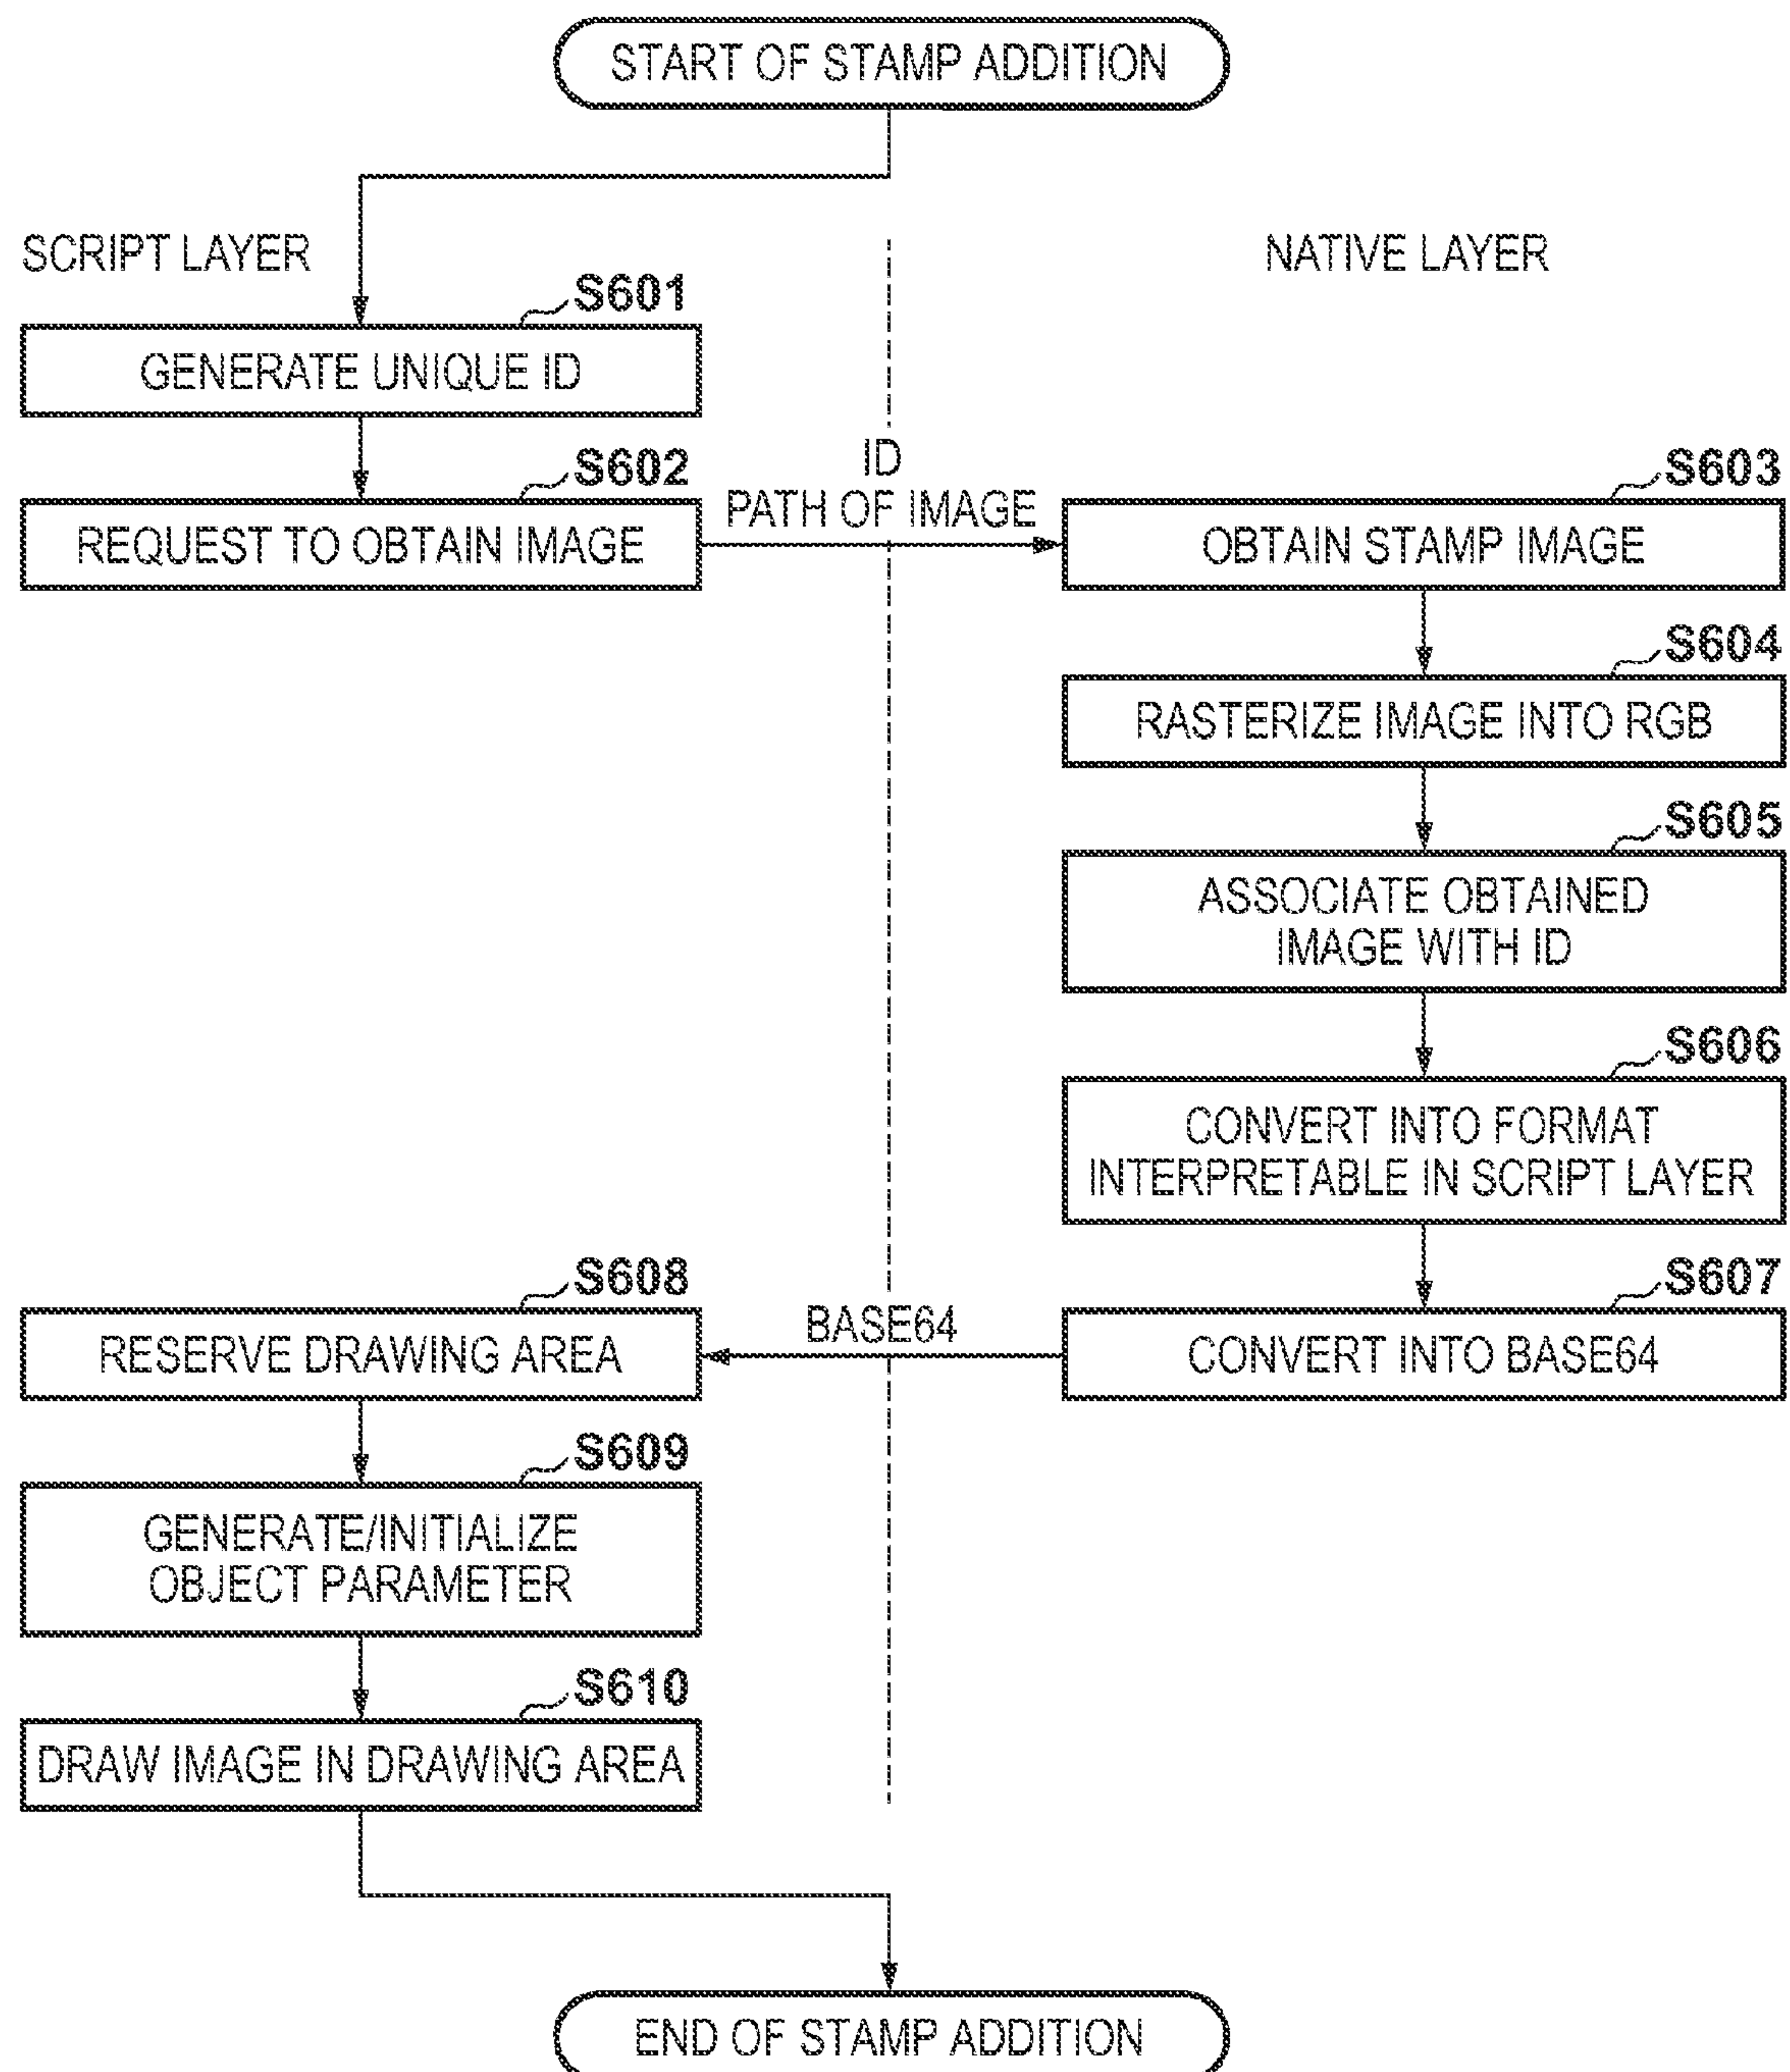 START OF STAMP ADDITION
SCRIPT LAYER
NATIVE LAYER
S601
GENERATE UNIQUE ID
S602
REQUEST TO OBTAIN IMAGE
ID
PATH OF IMAGE
S603
OBTAIN STAMP IMAGE
S604
RASTERIZE IMAGE INTO RGB
S605
ASSOCIATE OBTAINED
IMAGE WITH ID
S606
CONVERT INTO FORMAT
INTERPRETABLE IN SCRIPT LAYER
S607
CONVERT INTO BASE64
BASE64
S608
RESERVE DRAWING AREA
S609
GENERATE/INITIALIZE
OBJECT PARAMETER
S610
DRAW IMAGE IN DRAWING AREA
END OF STAMP ADDITION